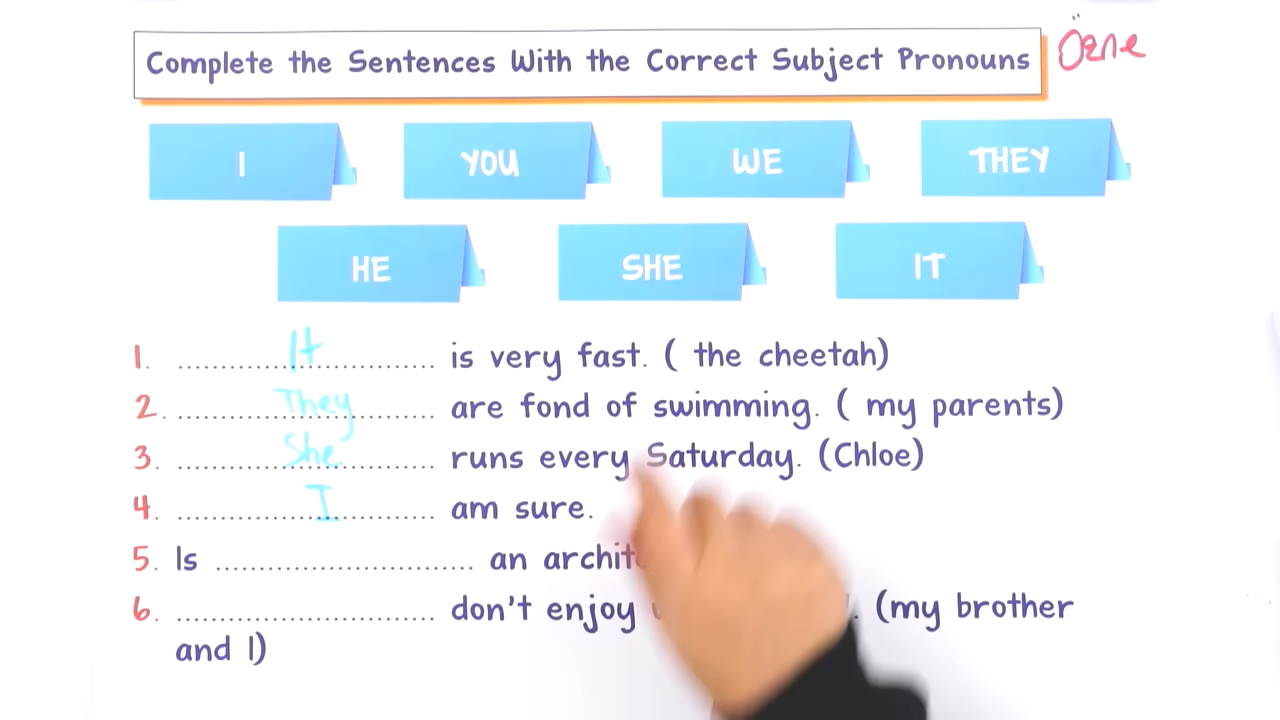 Complete the Sentences With the Correct Subject Pronouns
I YOU WE THEY
HE SHE IT
1. It is very fast. ( the cheetah)
2. They are fond of swimming. ( my parents)
3. She runs every Saturday. (Chloe)
4. I am sure.
5. Is ............................ an
6. ............................ don't enjoy (my brother
and I)